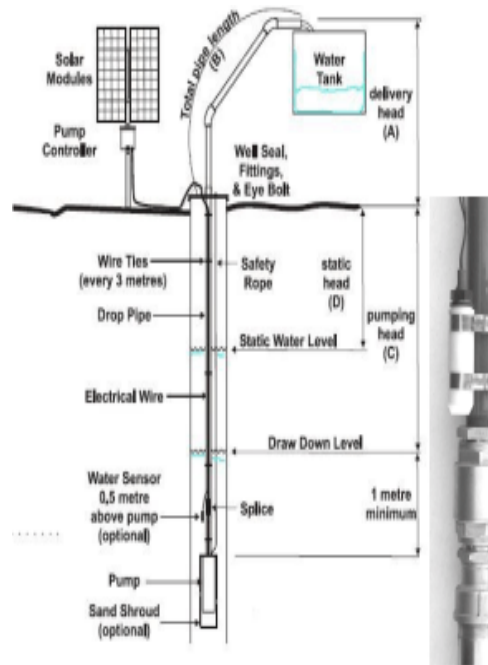 Solar
Modules
Pump
Controller
Total pipe length
(B)
Water
Tank
delivery
head
(A)
Well Seal,
Fittings,
& Eye Bolt
Wire Ties
(every 3 metres)
Safety
Rope
static
head
(D)
Drop Pipe
pumping
head
(C)
Static Water Level
Electrical Wire
Draw Down Level
Water Sensor
0,5 metre
above pump
(optional)
Splice
1 metre
minimum
Pump
Sand Shroud
(optional)